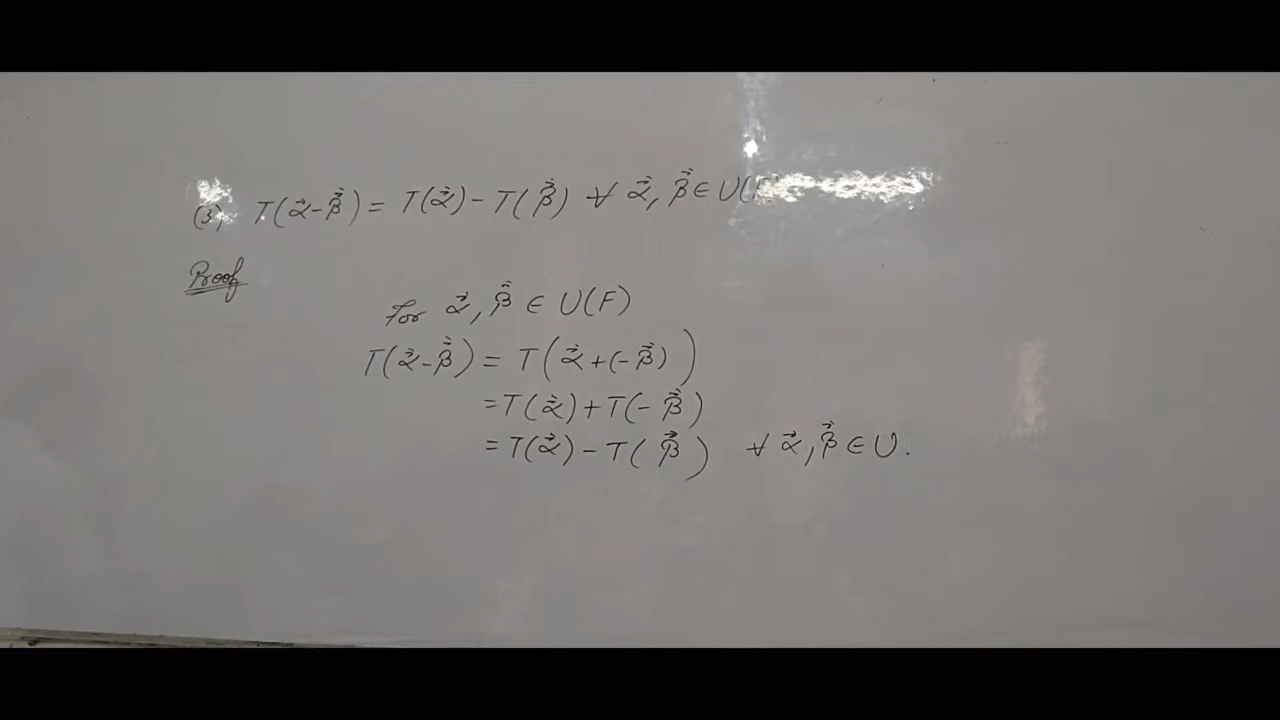 (3), T(α⃗-β⃗) = T(α⃗) - T(β⃗) ∀ α⃗, β⃗ ∈ U(F)
Proof
For α⃗, β⃗ ∈ U(F)
T(α⃗-β⃗) = T(α⃗+(-β⃗))
= T(α⃗) + T(-β⃗)
= T(α⃗) - T(β⃗) ∀ α⃗, β⃗ ∈ U.